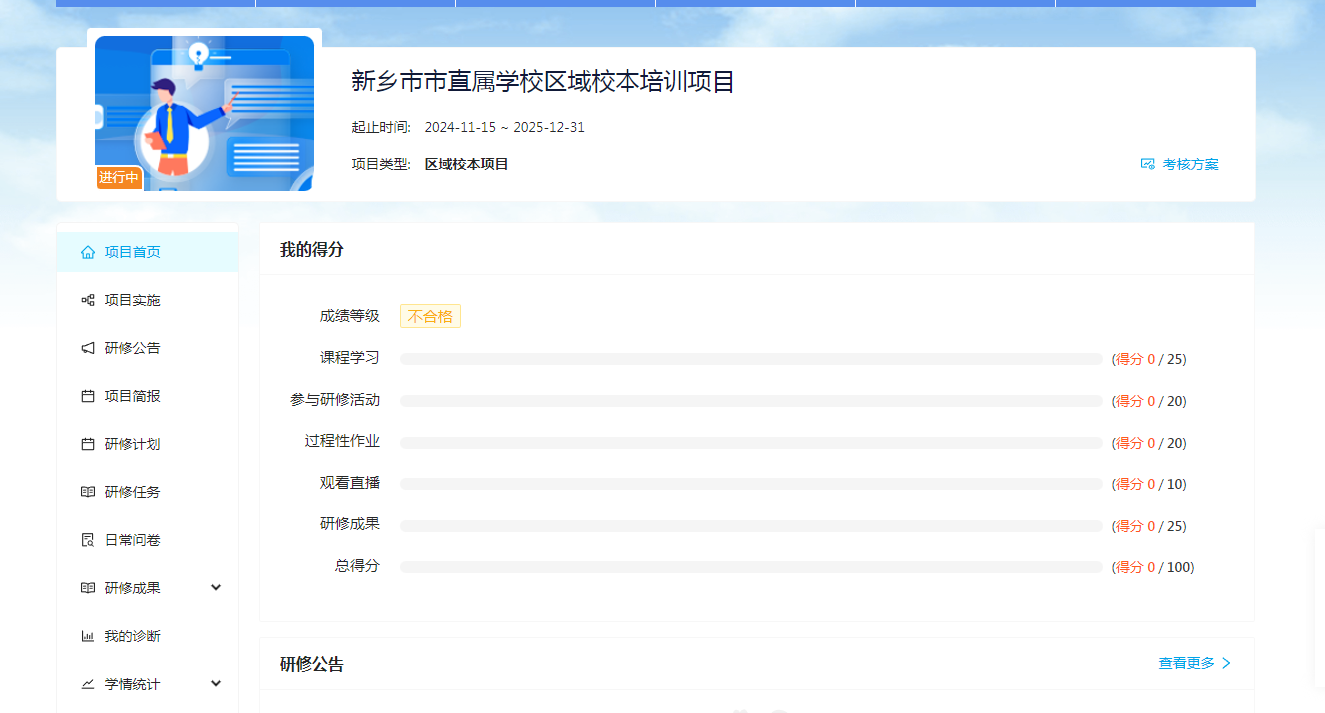 新乡市市直属学校区域校本培训项目
起止时间: 2024-11-15 ~ 2025-12-31
项目类型: 区域校本项目
进行中
考核方案
项目首页
项目实施
研修公告
项目简报
研修计划
研修任务
日常问卷
研修成果
我的诊断
学情统计
我的得分
成绩等级 不合格
课程学习 (得分 0 / 25)
参与研修活动 (得分 0 / 20)
过程性作业 (得分 0 / 20)
观看直播 (得分 0 / 10)
研修成果 (得分 0 / 25)
总得分 (得分 0 / 100)
研修公告 查看更多